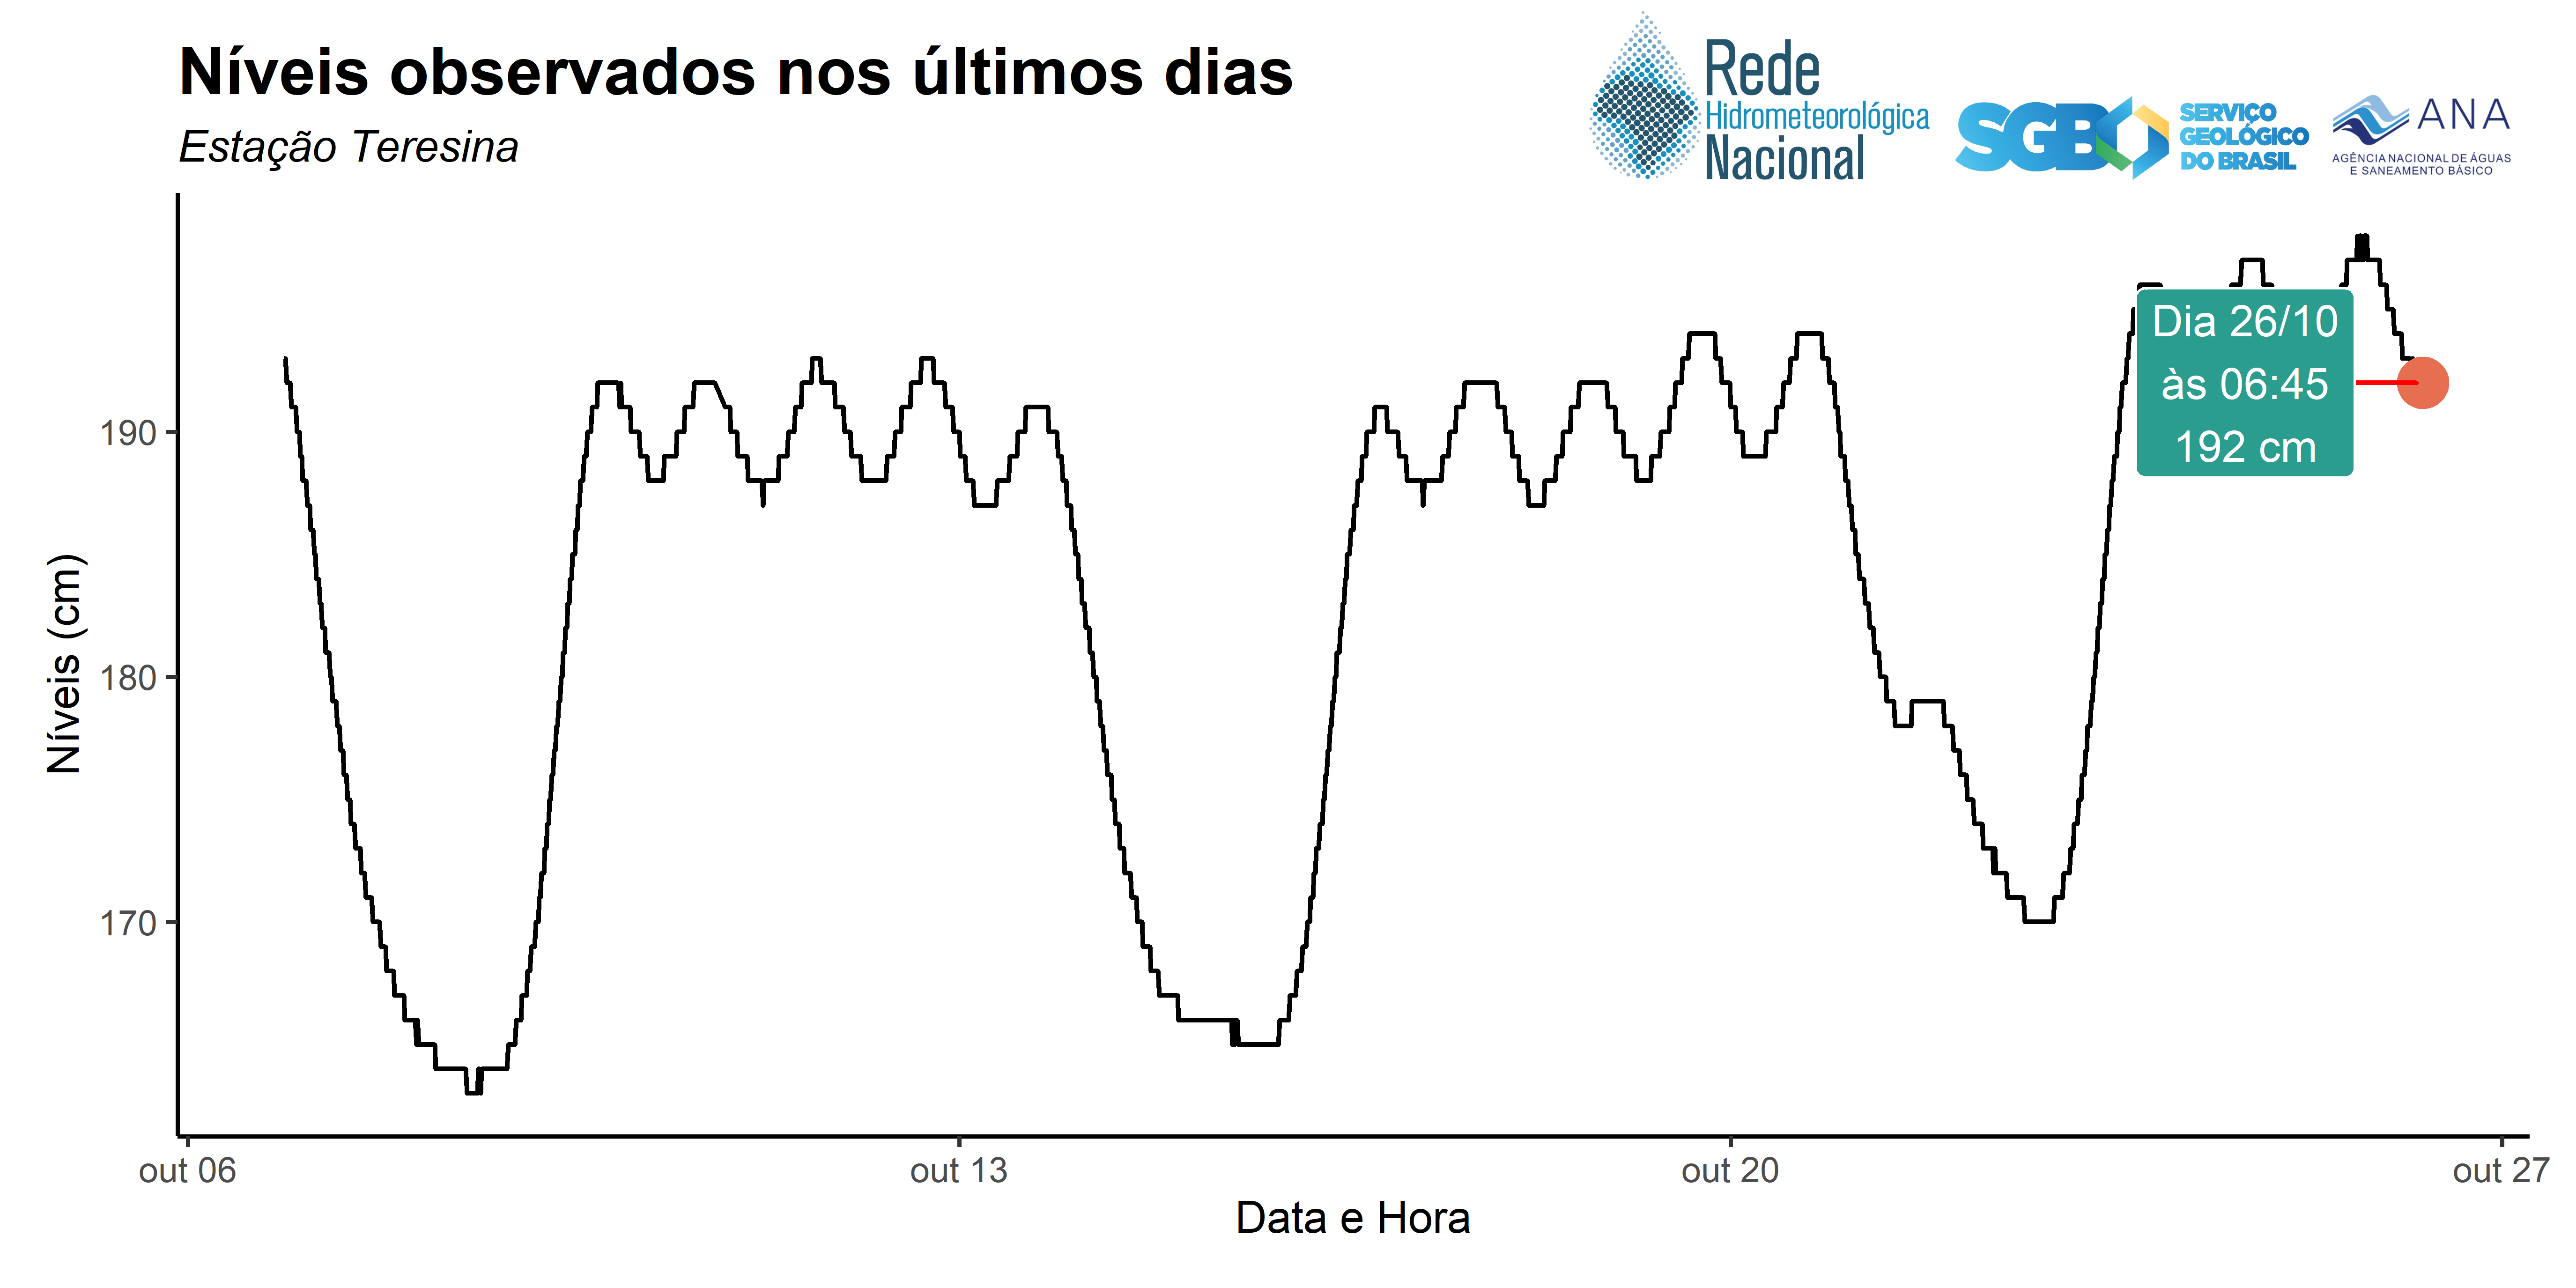 Níveis observados nos últimos dias
Estação Teresina
Rede
Hidrometeorológica
Nacional
SGB
SERVIÇO
GEOLÓGICO
DO BRASIL
ANA
AGÊNCIA NACIONAL DE ÁGUAS
E SANEAMENTO BÁSICO
Dia 26/10
às 06:45
192 cm
Níveis (cm)
190
180
170
out 06
out 13
out 20
out 27
Data e Hora